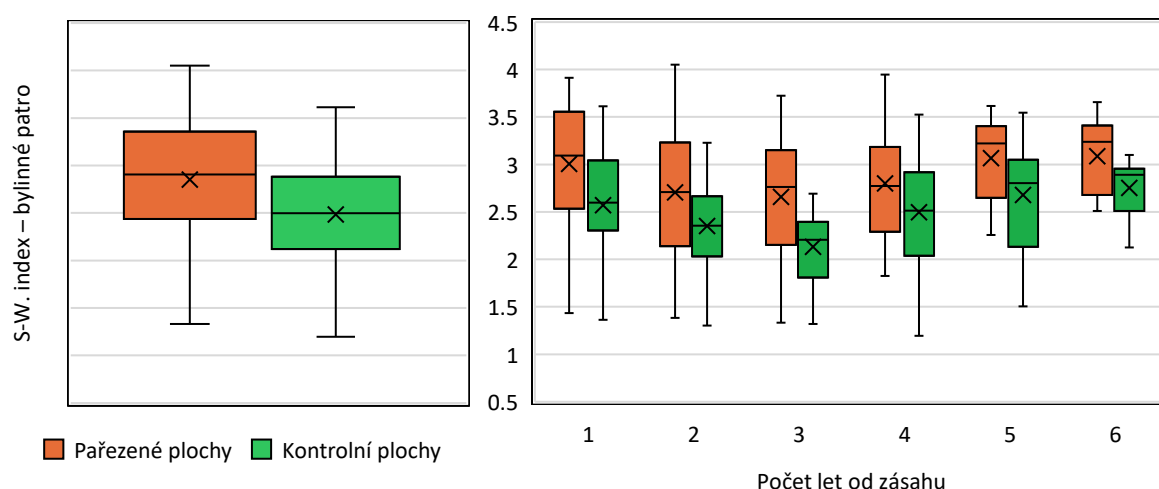 S-W. index – bylinné patro
4.5
4
3.5
3
2.5
2
1.5
1
0.5
1 2 3 4 5 6
Pařezené plochy Kontrolní plochy
Počet let od zásahu